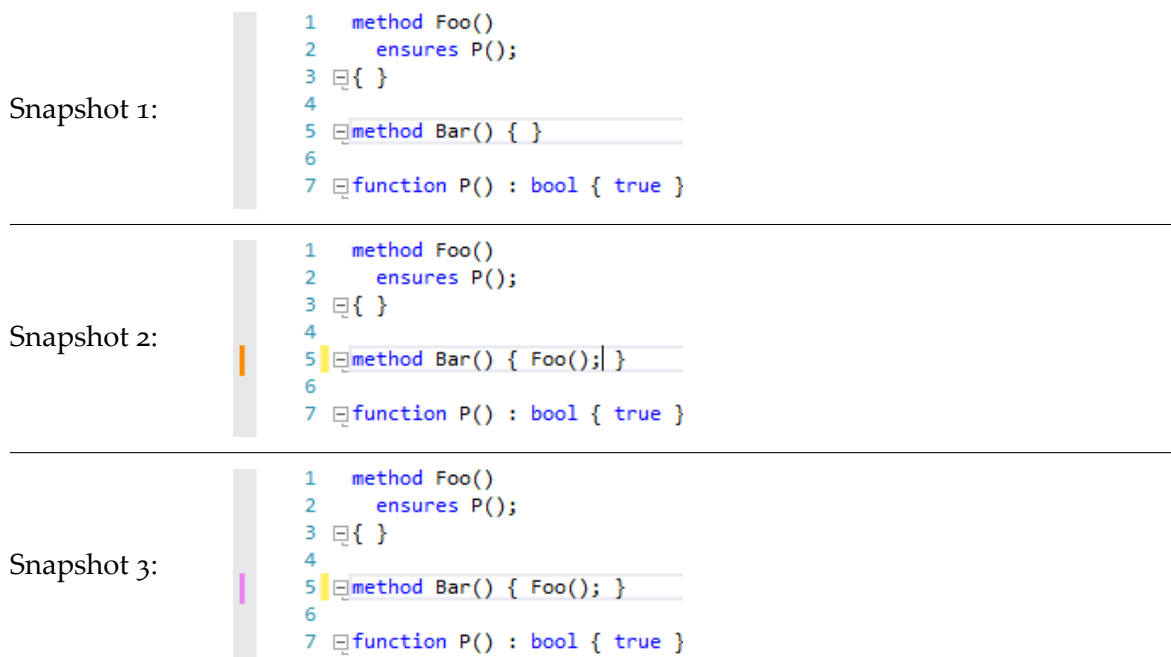 Snapshot 1:
1 method Foo()
2 ensures P();
3 { }
4
5 method Bar() { }
6
7 function P() : bool { true }
Snapshot 2:
1 method Foo()
2 ensures P();
3 { }
4
5 method Bar() { Foo(); }
6
7 function P() : bool { true }
Snapshot 3:
1 method Foo()
2 ensures P();
3 { }
4
5 method Bar() { Foo(); }
6
7 function P() : bool { true }